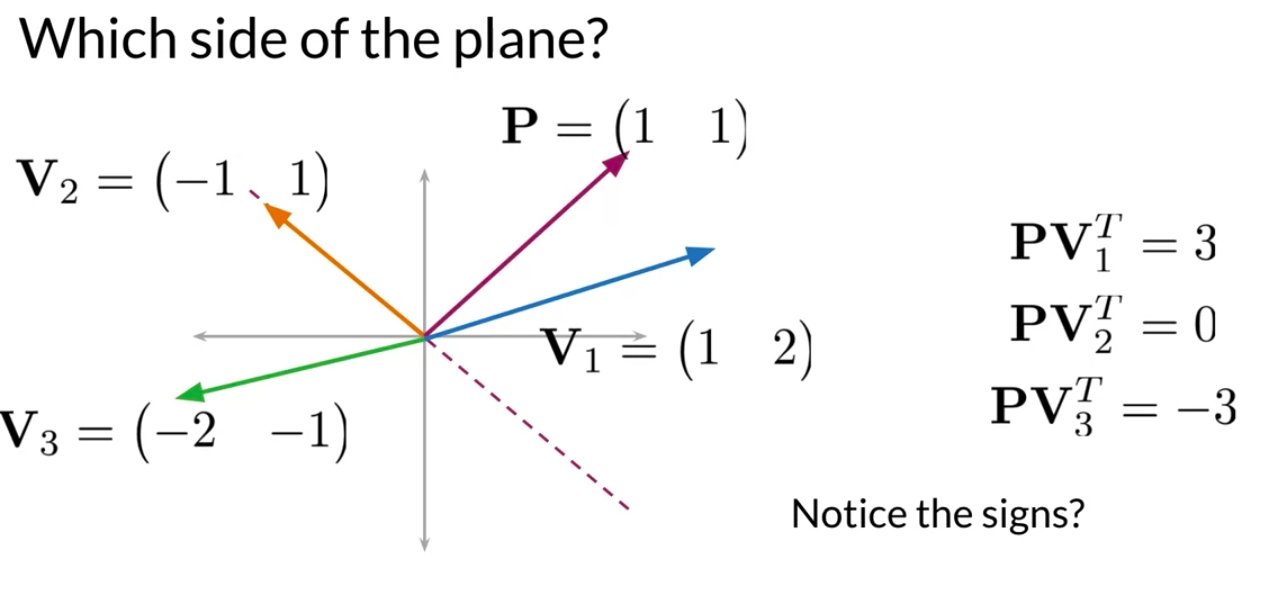 Which side of the plane?
P = (1 1)
V₂ = (−1 1)
V₁ = (1 2)
V₃ = (−2 −1)
PV₁ᵀ = 3
PV₂ᵀ = 0
PV₃ᵀ = −3
Notice the signs?